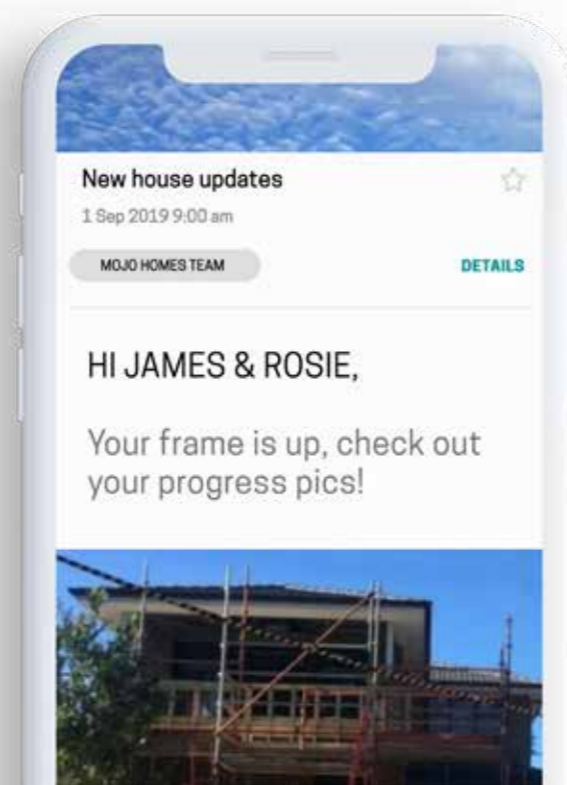 New house updates
1 Sep 2019 9:00 am
MOJO HOMES TEAM
DETAILS
HI JAMES & ROSIE,
Your frame is up, check out
your progress pics!